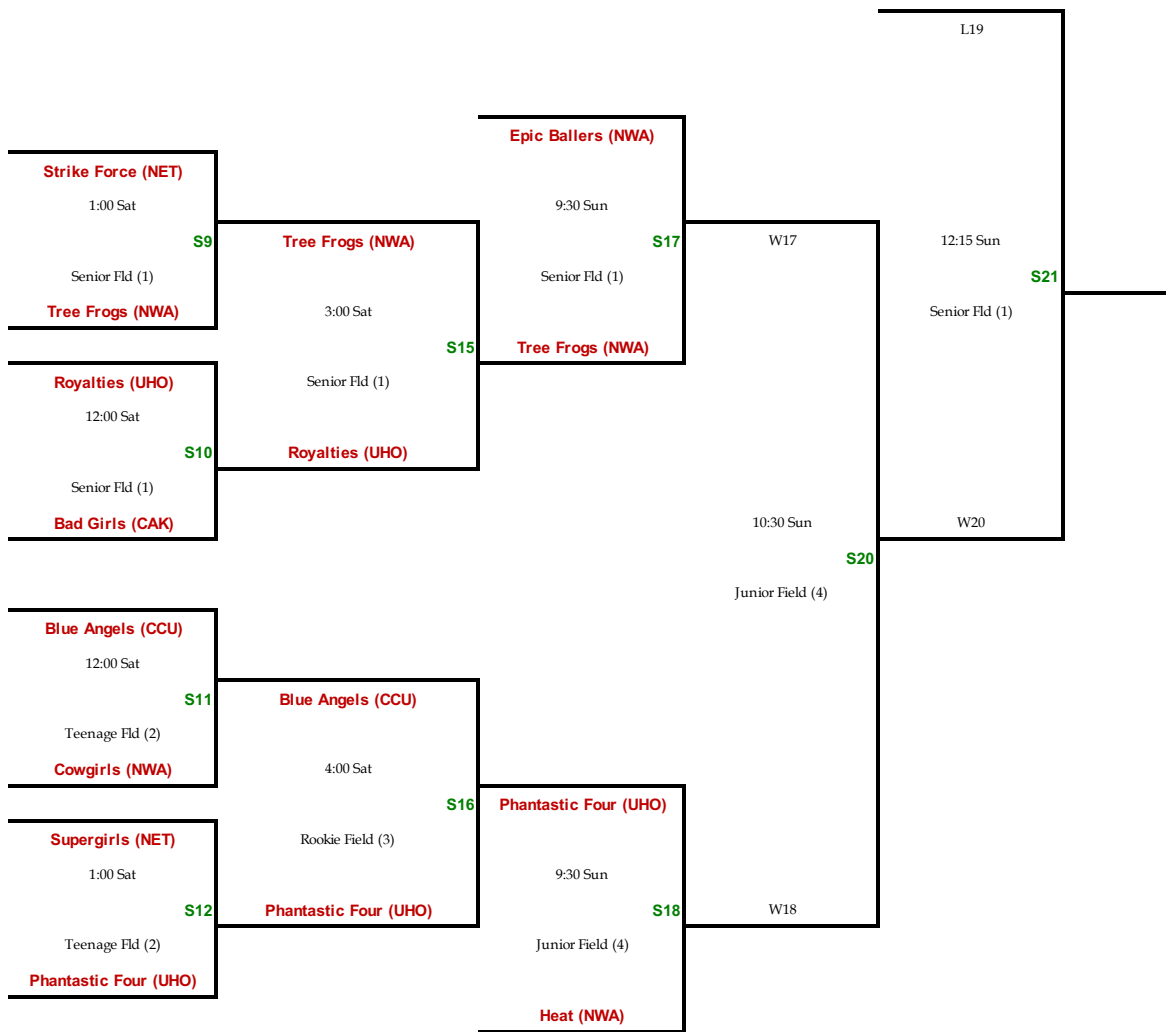 L19
Epic Ballers (NWA)
Strike Force (NET)
1:00 Sat
9:30 Sun
S9
Tree Frogs (NWA)
S17
W17
12:15 Sun
Senior Fld (1)
Senior Fld (1)
S21
Tree Frogs (NWA)
3:00 Sat
Senior Fld (1)
S15
Tree Frogs (NWA)
Royalties (UHO)
Senior Fld (1)
12:00 Sat
S10
Royalties (UHO)
Senior Fld (1)
Bad Girls (CAK)
10:30 Sun
W20
S20
Junior Field (4)
Blue Angels (CCU)
12:00 Sat
S11
Blue Angels (CCU)
Teenage Fld (2)
Cowgirls (NWA)
4:00 Sat
S16
Phantastic Four (UHO)
Supergirls (NET)
Rookie Field (3)
1:00 Sat
9:30 Sun
S12
Phantastic Four (UHO)
S18
W18
Teenage Fld (2)
Junior Field (4)
Phantastic Four (UHO)
Heat (NWA)